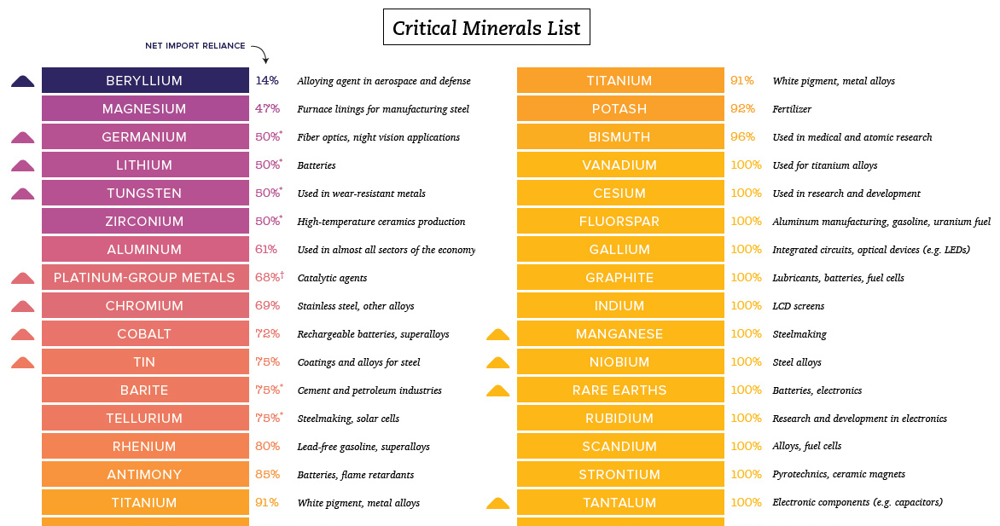 Critical Minerals List
NET IMPORT RELIANCE
BERYLLIUM 14% Alloying agent in aerospace and defense
MAGNESIUM 47% Furnace linings for manufacturing steel
GERMANIUM 50%* Fiber optics, night vision applications
LITHIUM 50%* Batteries
TUNGSTEN 50%* Used in wear-resistant metals
ZIRCONIUM 50%* High-temperature ceramics production
ALUMINUM 61% Used in almost all sectors of the economy
PLATINUM-GROUP METALS 68%† Catalytic agents
CHROMIUM 69% Stainless steel, other alloys
COBALT 72% Rechargeable batteries, superalloys
TIN 75% Coatings and alloys for steel
BARITE 75%* Cement and petroleum industries
TELLURIUM 75%* Steelmaking, solar cells
RHENIUM 80% Lead-free gasoline, superalloys
ANTIMONY 85% Batteries, flame retardants
TITANIUM 91% White pigment, metal alloys
TITANIUM 91% White pigment, metal alloys
POTASH 92% Fertilizer
BISMUTH 96% Used in medical and atomic research
VANADIUM 100% Used for titanium alloys
CESIUM 100% Used in research and development
FLUORSPAR 100% Aluminum manufacturing, gasoline, uranium fuel
GALLIUM 100% Integrated circuits, optical devices (e.g. LEDs)
GRAPHITE 100% Lubricants, batteries, fuel cells
INDIUM 100% LCD screens
MANGANESE 100% Steelmaking
NIOBIUM 100% Steel alloys
RARE EARTHS 100% Batteries, electronics
RUBIDIUM 100% Research and development in electronics
SCANDIUM 100% Alloys, fuel cells
STRONTIUM 100% Pyrotechnics, ceramic magnets
TANTALUM 100% Electronic components (e.g. capacitors)